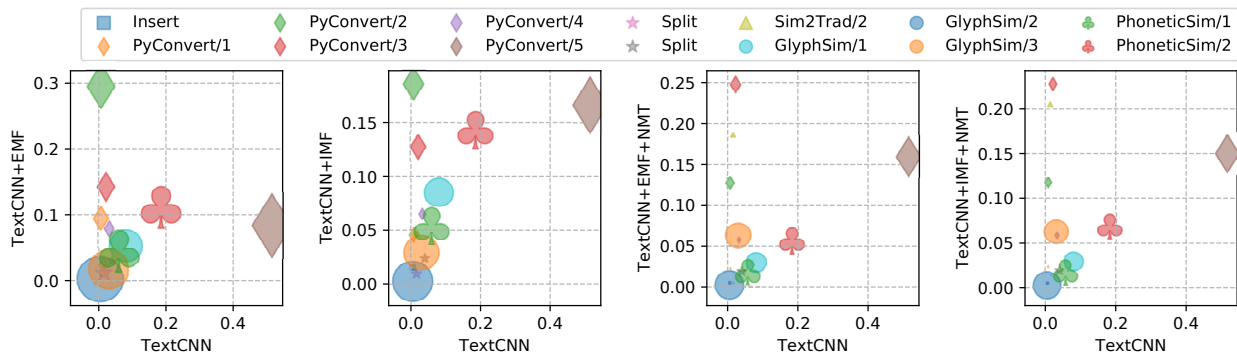 Insert PyConvert/2 PyConvert/4 Split Sim2Trad/2 GlyphSim/2 PhoneticSim/1
PyConvert/1 PyConvert/3 PyConvert/5 Split GlyphSim/1 GlyphSim/3 PhoneticSim/2
TextCNN+EMF
0.3
0.2
0.1
0.0
0.0 0.2 0.4
TextCNN
TextCNN+IMF
0.15
0.10
0.05
0.00
0.0 0.2 0.4
TextCNN
TextCNN+EMF+NMT
0.25
0.20
0.15
0.10
0.05
0.00
0.0 0.2 0.4
TextCNN
TextCNN+IMF+NMT
0.20
0.15
0.10
0.05
0.00
0.0 0.2 0.4
TextCNN